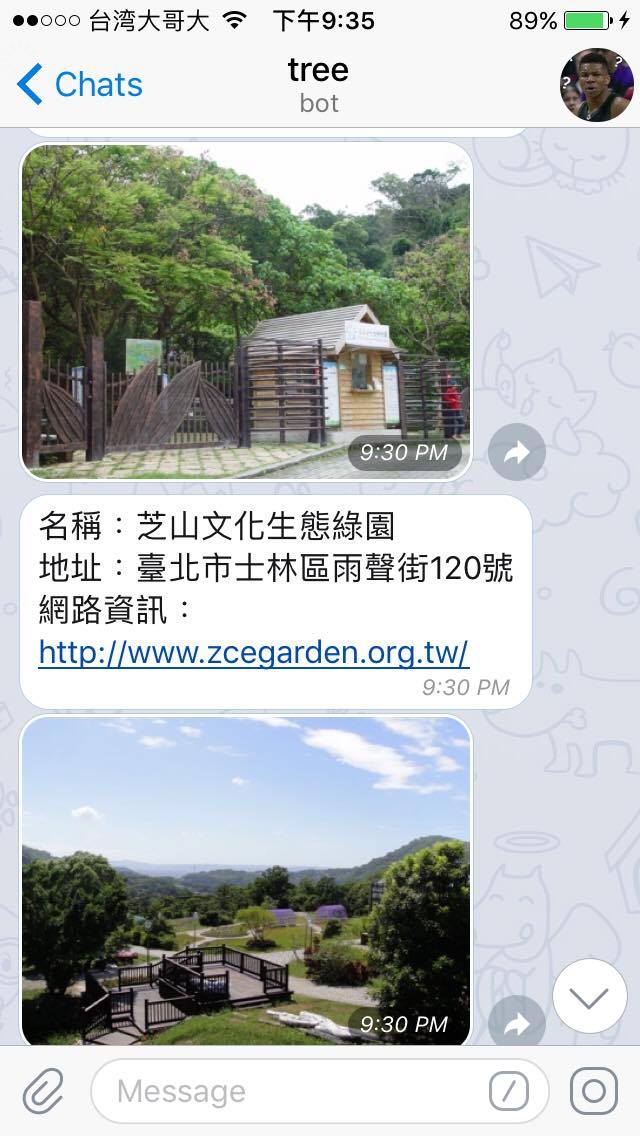 台湾大哥大 下午9:35 89%
Chats
tree
bot
? ?
?
9:30 PM
名稱：芝山文化生態綠園
地址：臺北市士林區雨聲街120號
網路資訊：
http://www.zcegarden.org.tw/
9:30 PM
9:30 PM
Message